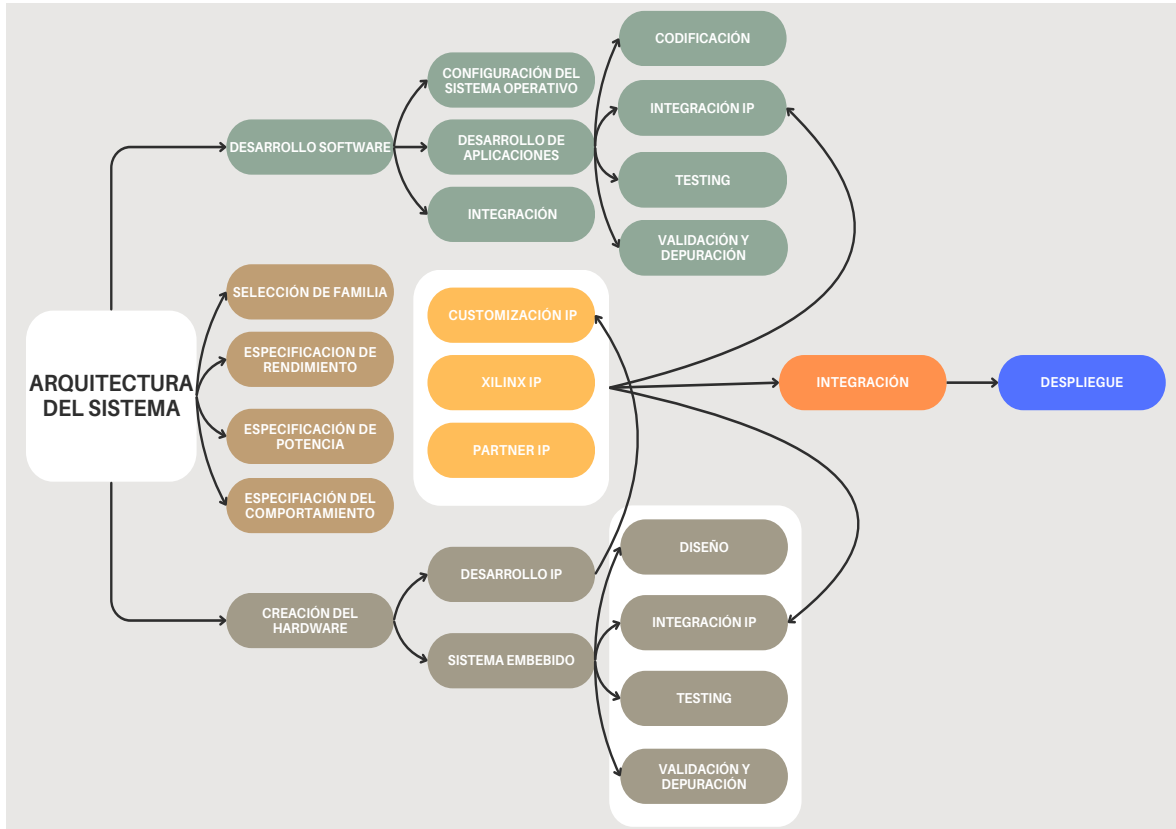 CODIFICACIÓN
CONFIGURACIÓN DEL
SISTEMA OPERATIVO
INTEGRACIÓN IP
DESARROLLO SOFTWARE
DESARROLLO DE
APLICACIONES
TESTING
INTEGRACIÓN
VALIDACIÓN Y
DEPURACIÓN
SELECCIÓN DE FAMILIA
CUSTOMIZACIÓN IP
ESPECIFICACION DE
RENDIMIENTO
ARQUITECTURA
DEL SISTEMA
XILINX IP
INTEGRACIÓN
DESPLIEGUE
ESPECIFICACIÓN DE
POTENCIA
PARTNER IP
ESPECIFIACIÓN DEL
COMPORTAMIENTO
DISEÑO
DESARROLLO IP
CREACIÓN DEL
HARDWARE
INTEGRACIÓN IP
SISTEMA EMBEBIDO
TESTING
VALIDACIÓN Y
DEPURACIÓN